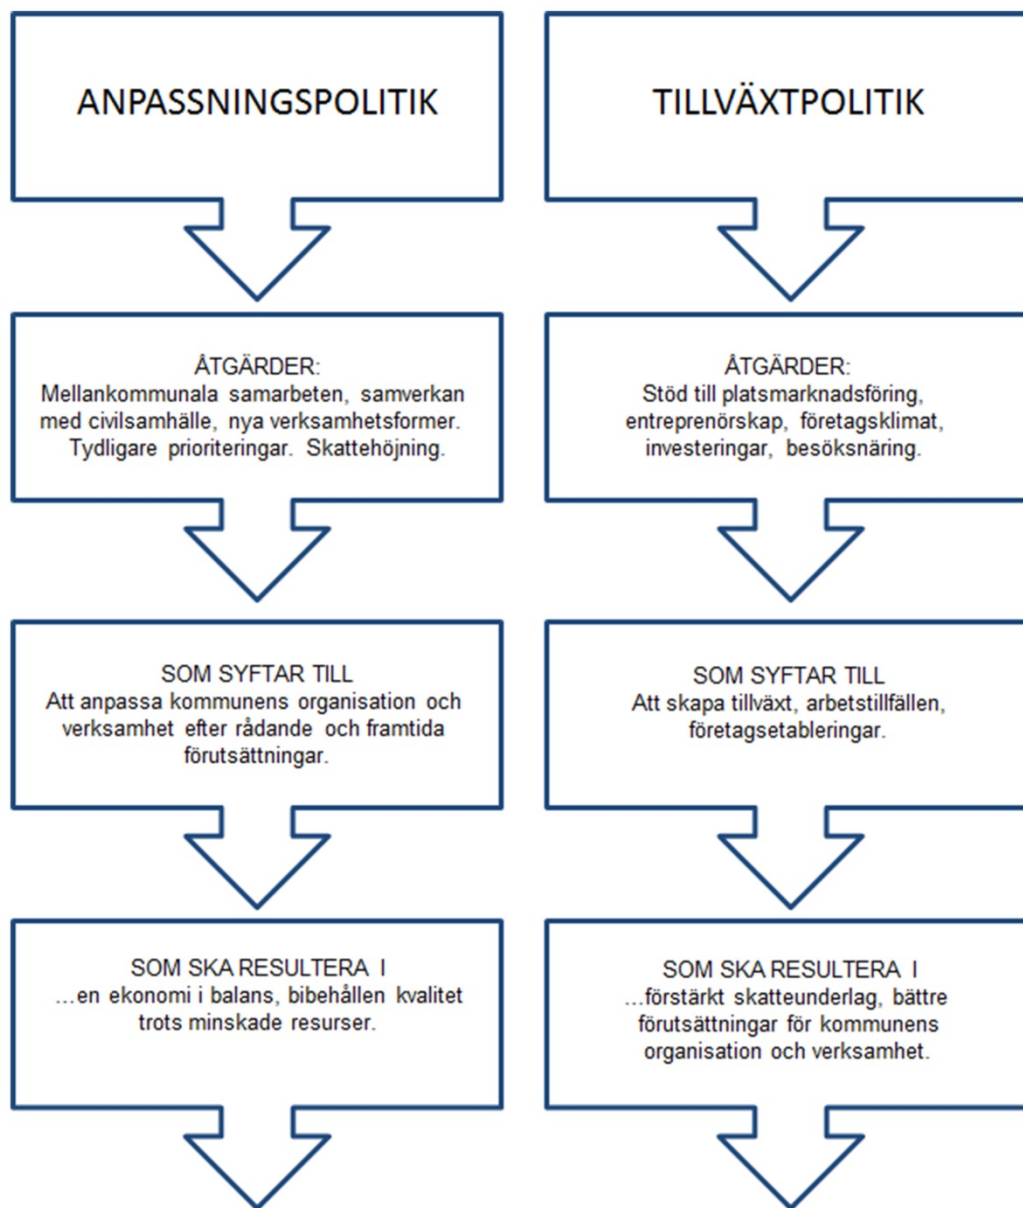 ANPASSNINGSPOLITIK
ÅTGÄRDER:
Mellankommunala samarbeten, samverkan
med civilsamhälle, nya verksamhetsformer.
Tydligare prioriteringar. Skattehöjning.
SOM SYFTAR TILL
Att anpassa kommunens organisation och
verksamhet efter rådande och framtida
förutsättningar.
SOM SKA RESULTERA I
...en ekonomi i balans, bibehållen kvalitet
trots minskade resurser.
TILLVÄXTPOLITIK
ÅTGÄRDER:
Stöd till platsmarknadsföring,
entreprenörskap, företagsklimat,
investeringar, besöksnäring.
SOM SYFTAR TILL
Att skapa tillväxt, arbetstillfällen,
företagsetableringar.
SOM SKA RESULTERA I
...förstärkt skatteunderlag, bättre
förutsättningar för kommunens
organisation och verksamhet.